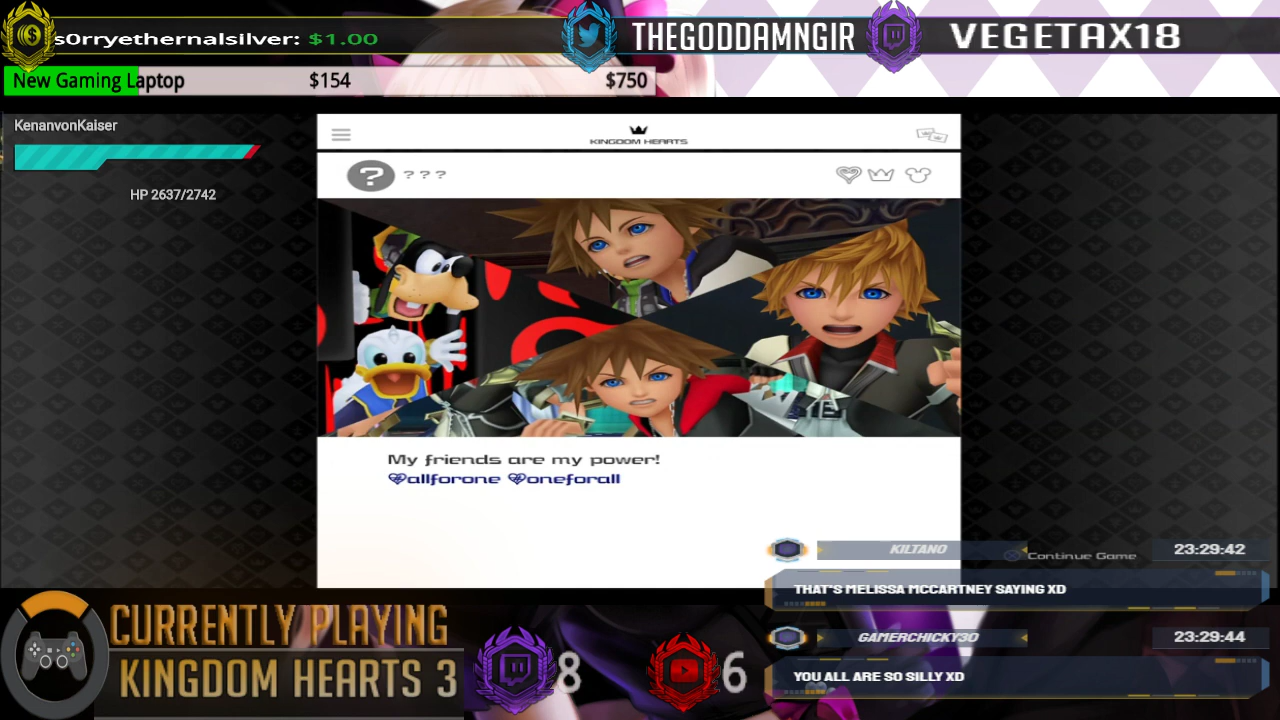 s0rryethernalsilver: $1.00
THEGODDAMNGIR
VEGETAX18
New Gaming Laptop $154 $750
KenanvonKaiser
HP 2637/2742
KINGDOM HEARTS
? ? ? ?
My friends are my power!
allforone oneforall
KILTANO
Continue Game
23:29:42
THAT'S MELISSA MCCARTNEY SAYING XD
GAMERCHICKY30
23:29:44
YOU ALL ARE SO SILLY XD
CURRENTLY PLAYING
KINGDOM HEARTS 3
8
6